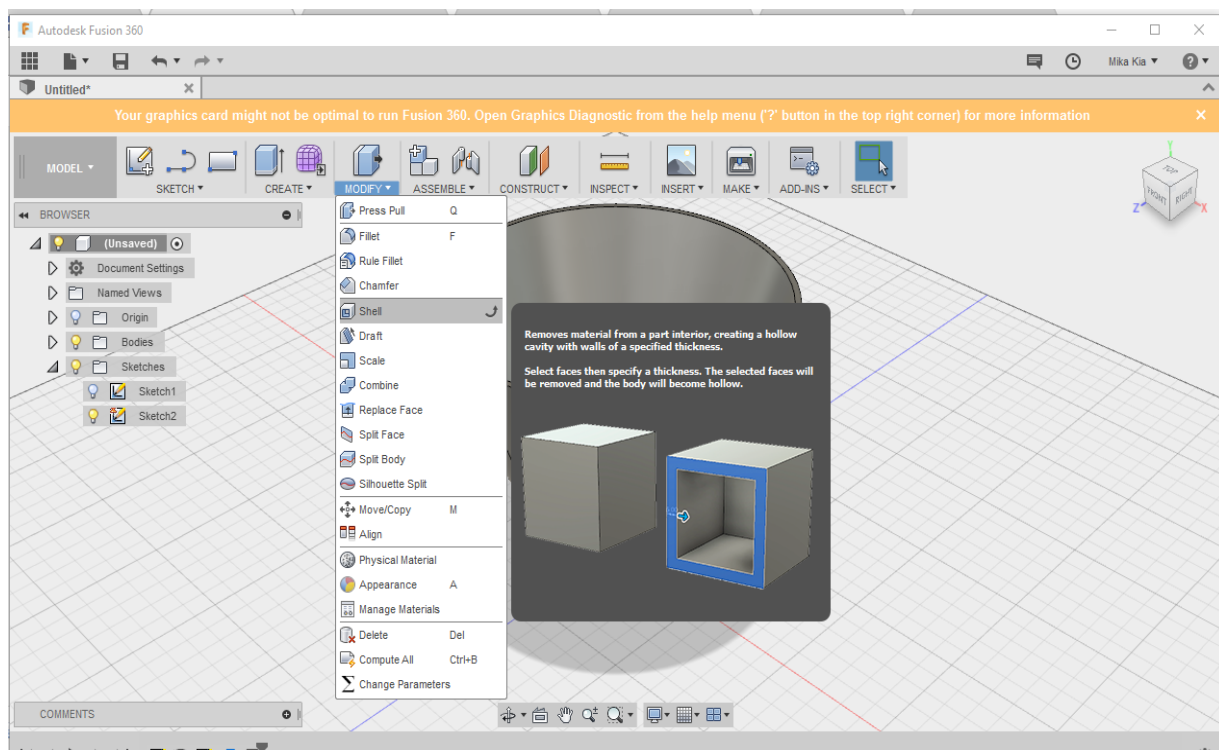 Autodesk Fusion 360
Mika Kia
Untitled*
Your graphics card might not be optimal to run Fusion 360. Open Graphics Diagnostic from the help menu ('?' button in the top right corner) for more information
MODEL
SKETCH
CREATE
MODIFY
ASSEMBLE
CONSTRUCT
INSPECT
INSERT
MAKE
ADD-INS
SELECT
Y
TOP
FRONT
RIGHT
Z
X
BROWSER
(Unsaved)
Document Settings
Named Views
Origin
Bodies
Sketches
Sketch1
Sketch2
Press Pull Q
Fillet F
Rule Fillet
Chamfer
Shell
Draft
Scale
Combine
Replace Face
Split Face
Split Body
Silhouette Split
Move/Copy M
Align
Physical Material
Appearance A
Manage Materials
Delete Del
Compute All Ctrl+B
Change Parameters
Removes material from a part interior, creating a hollow
cavity with walls of a specified thickness.
Select faces then specify a thickness. The selected faces will
be removed and the body will become hollow.
COMMENTS